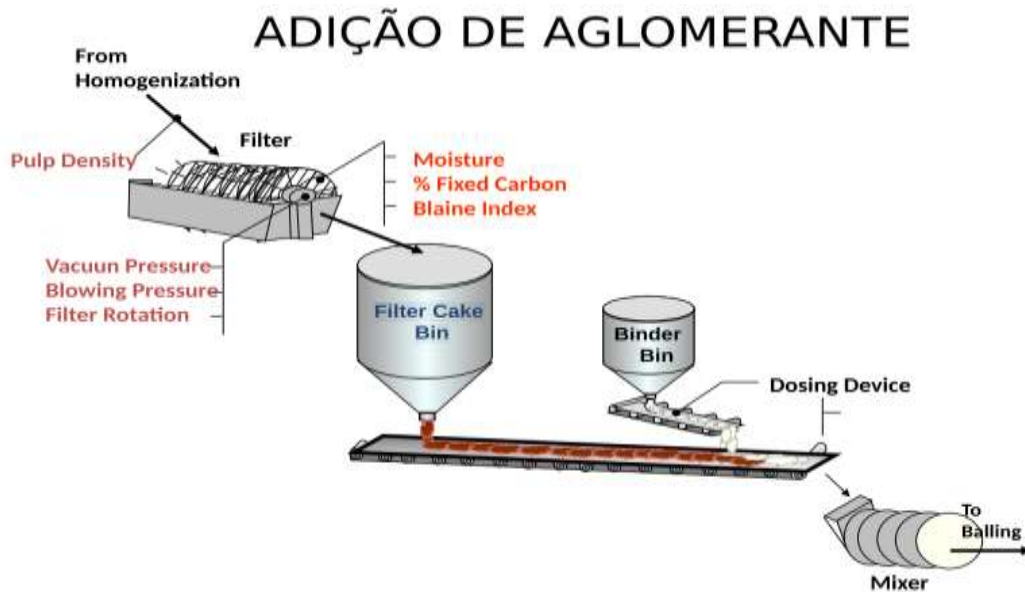 ADIÇÃO DE AGLOMERANTE
From
Homogenization
Filter
Pulp Density
Moisture
% Fixed Carbon
Blaine Index
Vacuun Pressure
Blowing Pressure
Filter Rotation
Filter Cake
Bin
Binder
Bin
Dosing Device
To
Balling
Mixer